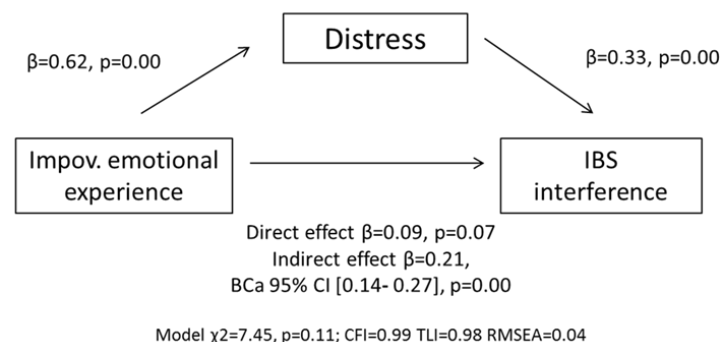 Distress
β=0.62, p=0.00
β=0.33, p=0.00
Impov. emotional
experience
IBS
interference
Direct effect β=0.09, p=0.07
Indirect effect β=0.21,
BCa 95% CI [0.14- 0.27], p=0.00
Model χ2=7.45, p=0.11; CFI=0.99 TLI=0.98 RMSEA=0.04